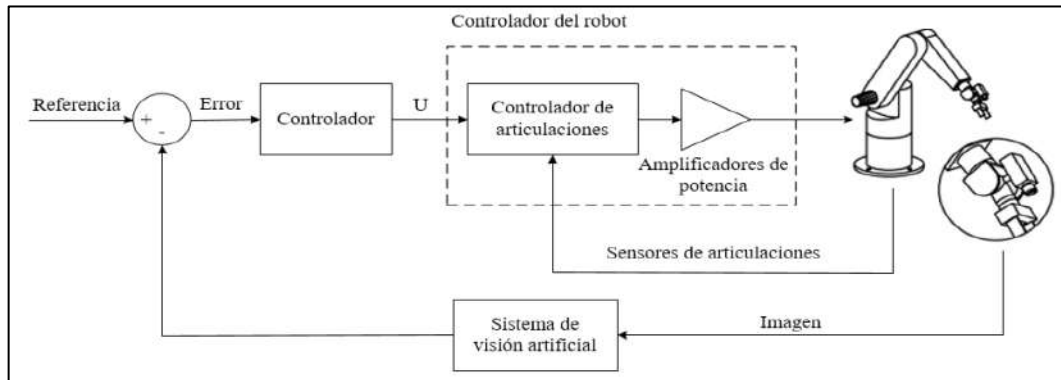 Controlador del robot
Referencia
+
-
Error
Controlador
U
Controlador de
articulaciones
Amplificadores de
potencia
Sensores de articulaciones
Imagen
Sistema de
visión artificial